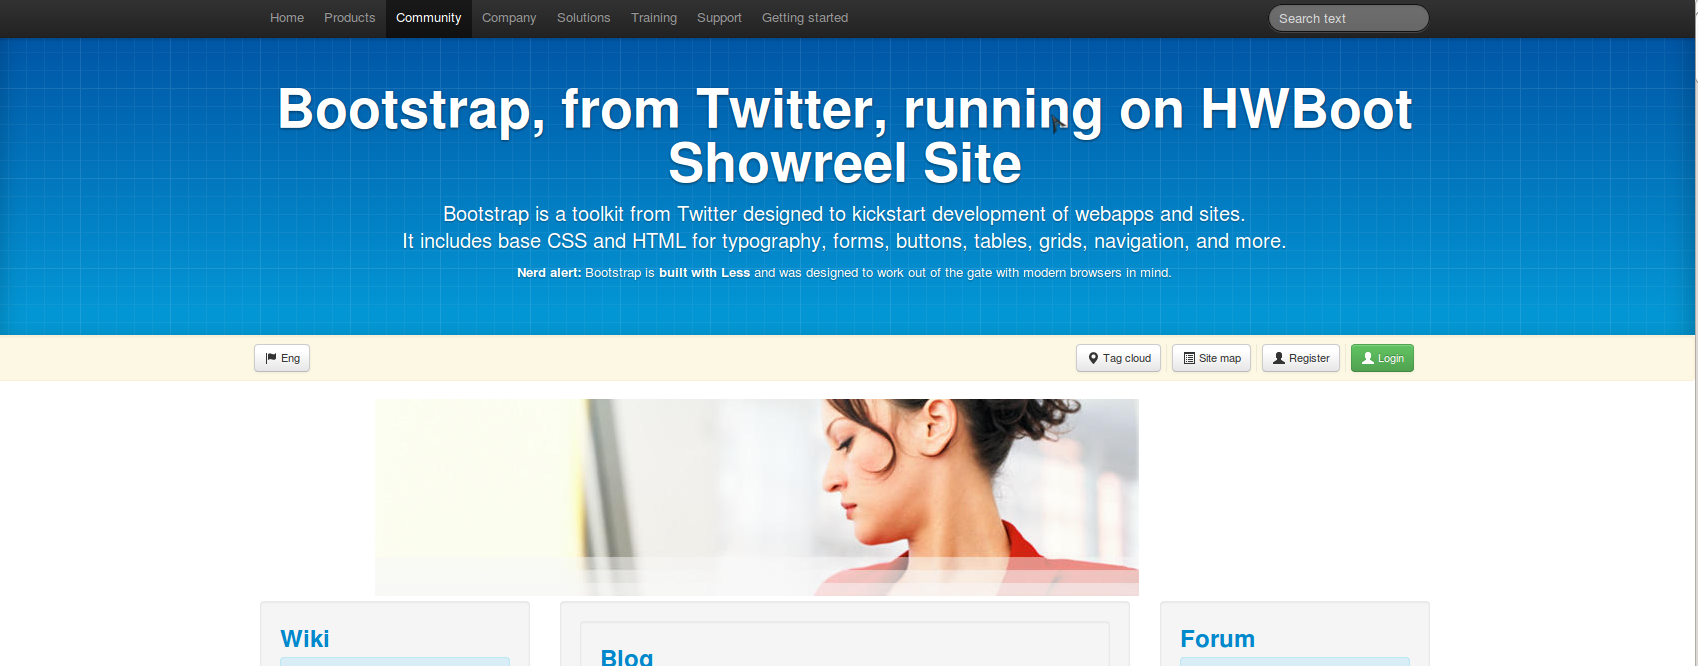 Home Products Community Company Solutions Training Support Getting started Search text
Bootstrap, from Twitter, running on HWBoot
Showreel Site
Bootstrap is a toolkit from Twitter designed to kickstart development of webapps and sites.
It includes base CSS and HTML for typography, forms, buttons, tables, grids, navigation, and more.
Nerd alert: Bootstrap is built with Less and was designed to work out of the gate with modern browsers in mind.
Eng Tag cloud Site map Register Login
Wiki
Blog
Forum